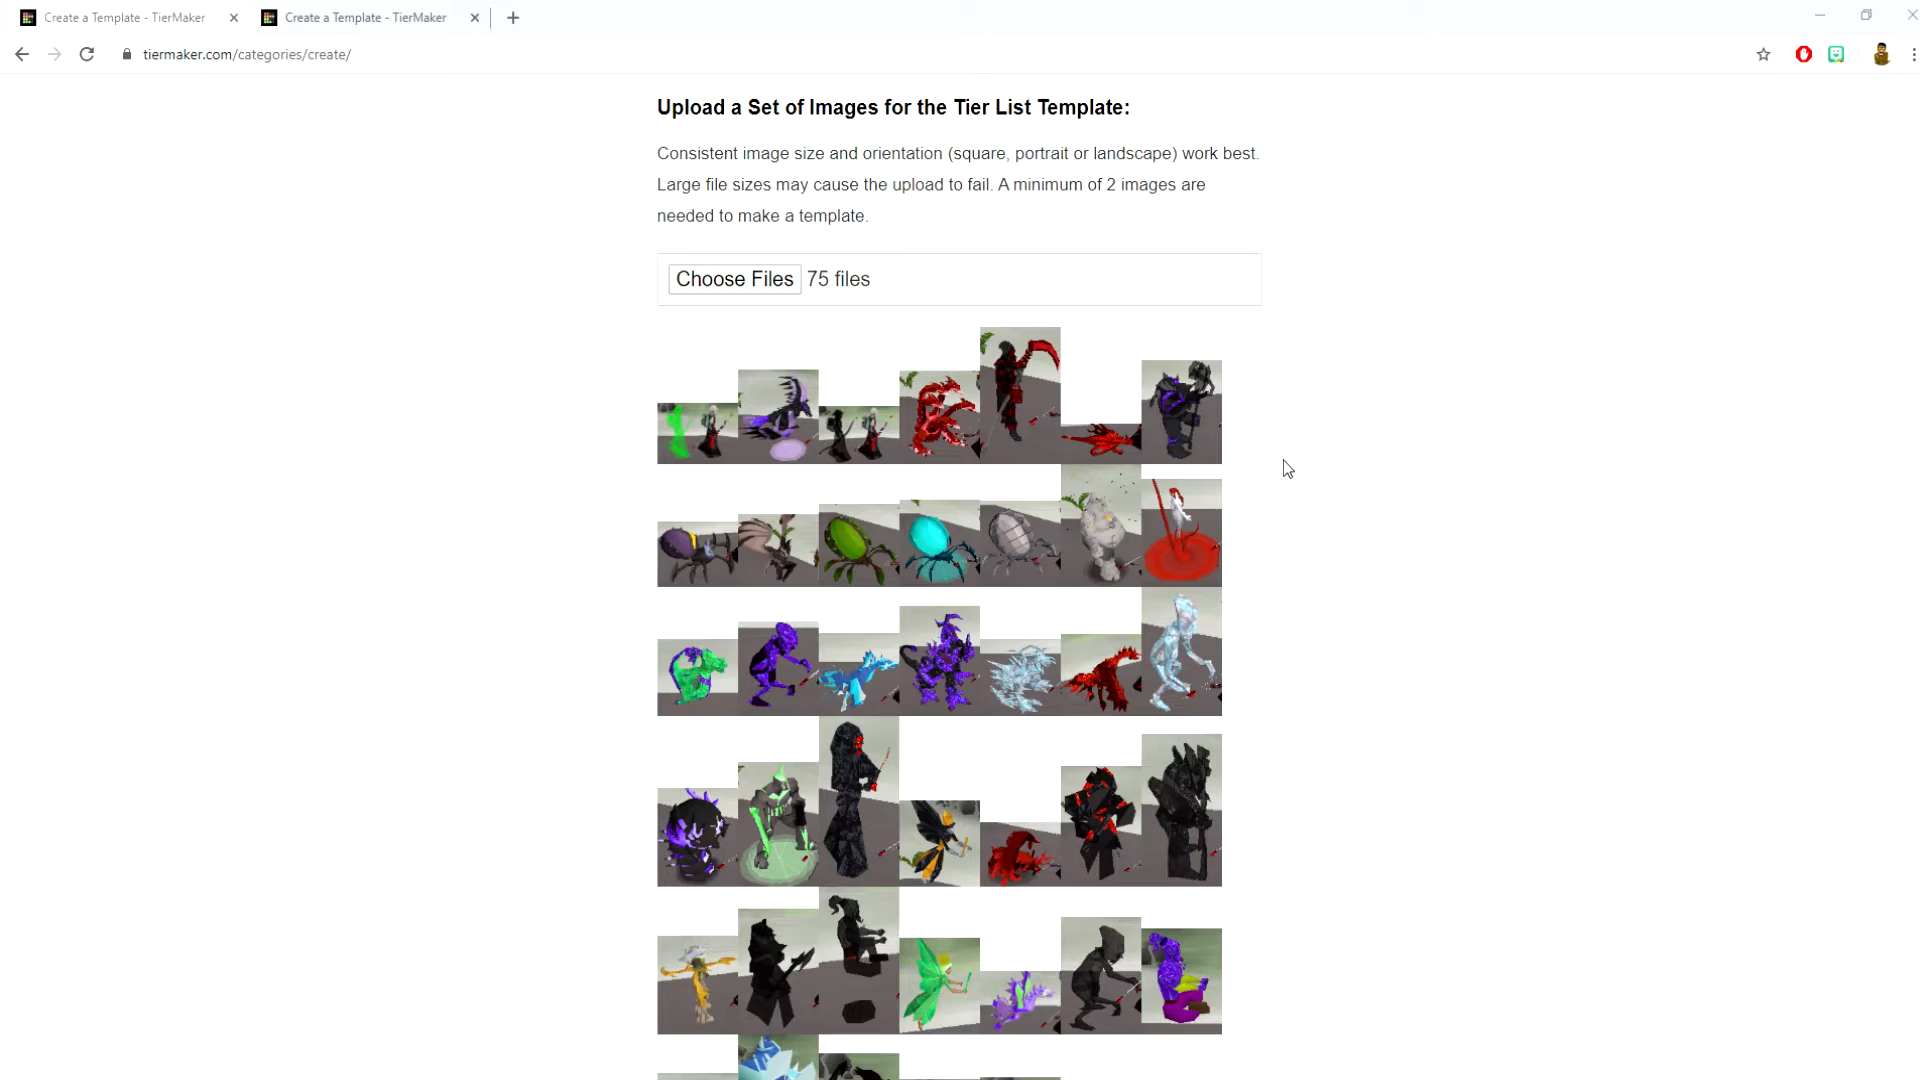 Create a Template - TierMaker
Create a Template - TierMaker
tiermaker.com/categories/create/
Upload a Set of Images for the Tier List Template:
Consistent image size and orientation (square, portrait or landscape) work best.
Large file sizes may cause the upload to fail. A minimum of 2 images are
needed to make a template.
Choose Files 75 files